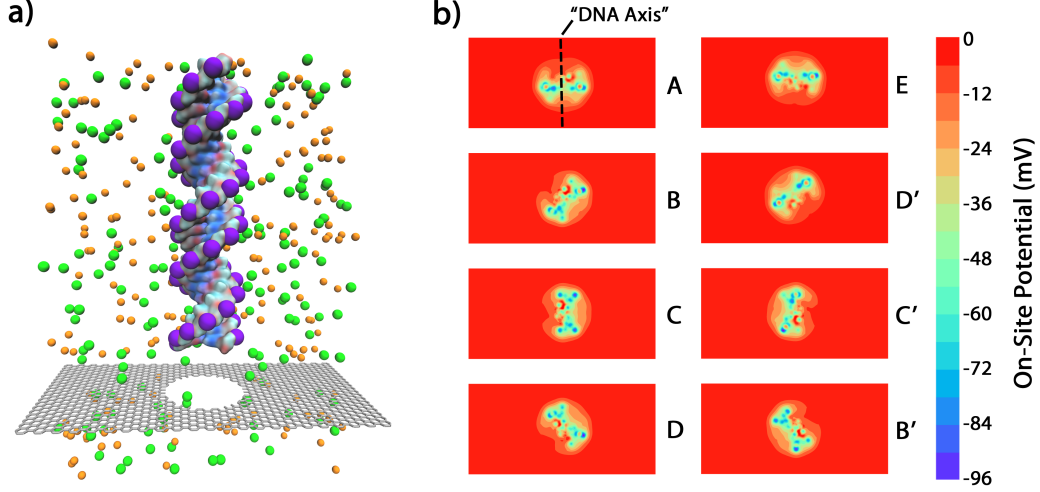 a)
b)
"DNA Axis"
A
E
B
D′
C
C′
D
B′
0
-12
-24
-36
-48
-60
-72
-84
-96
On-Site Potential (mV)